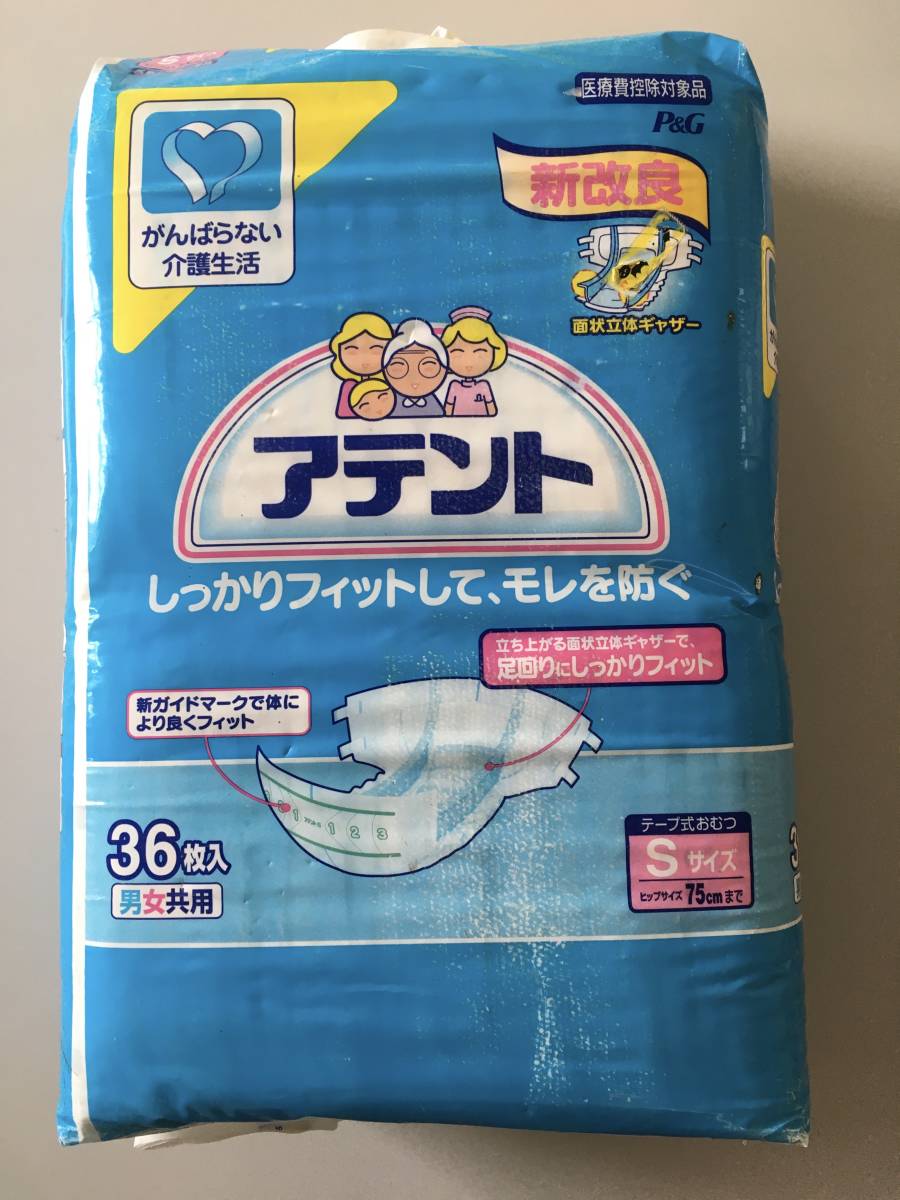 医療費控除対象品
P&G
新改良
面状立体ギャザー
がんばらない
介護生活
アテント
しっかりフィットして、モレを防ぐ
立ち上がる面状立体ギャザーで、
足回りにしっかりフィット
新ガイドマークで体に
より良くフィット
1
1 2 3
36枚入
男女共用
テープ式おむつ
Sサイズ
ヒップサイズ 75cmまで